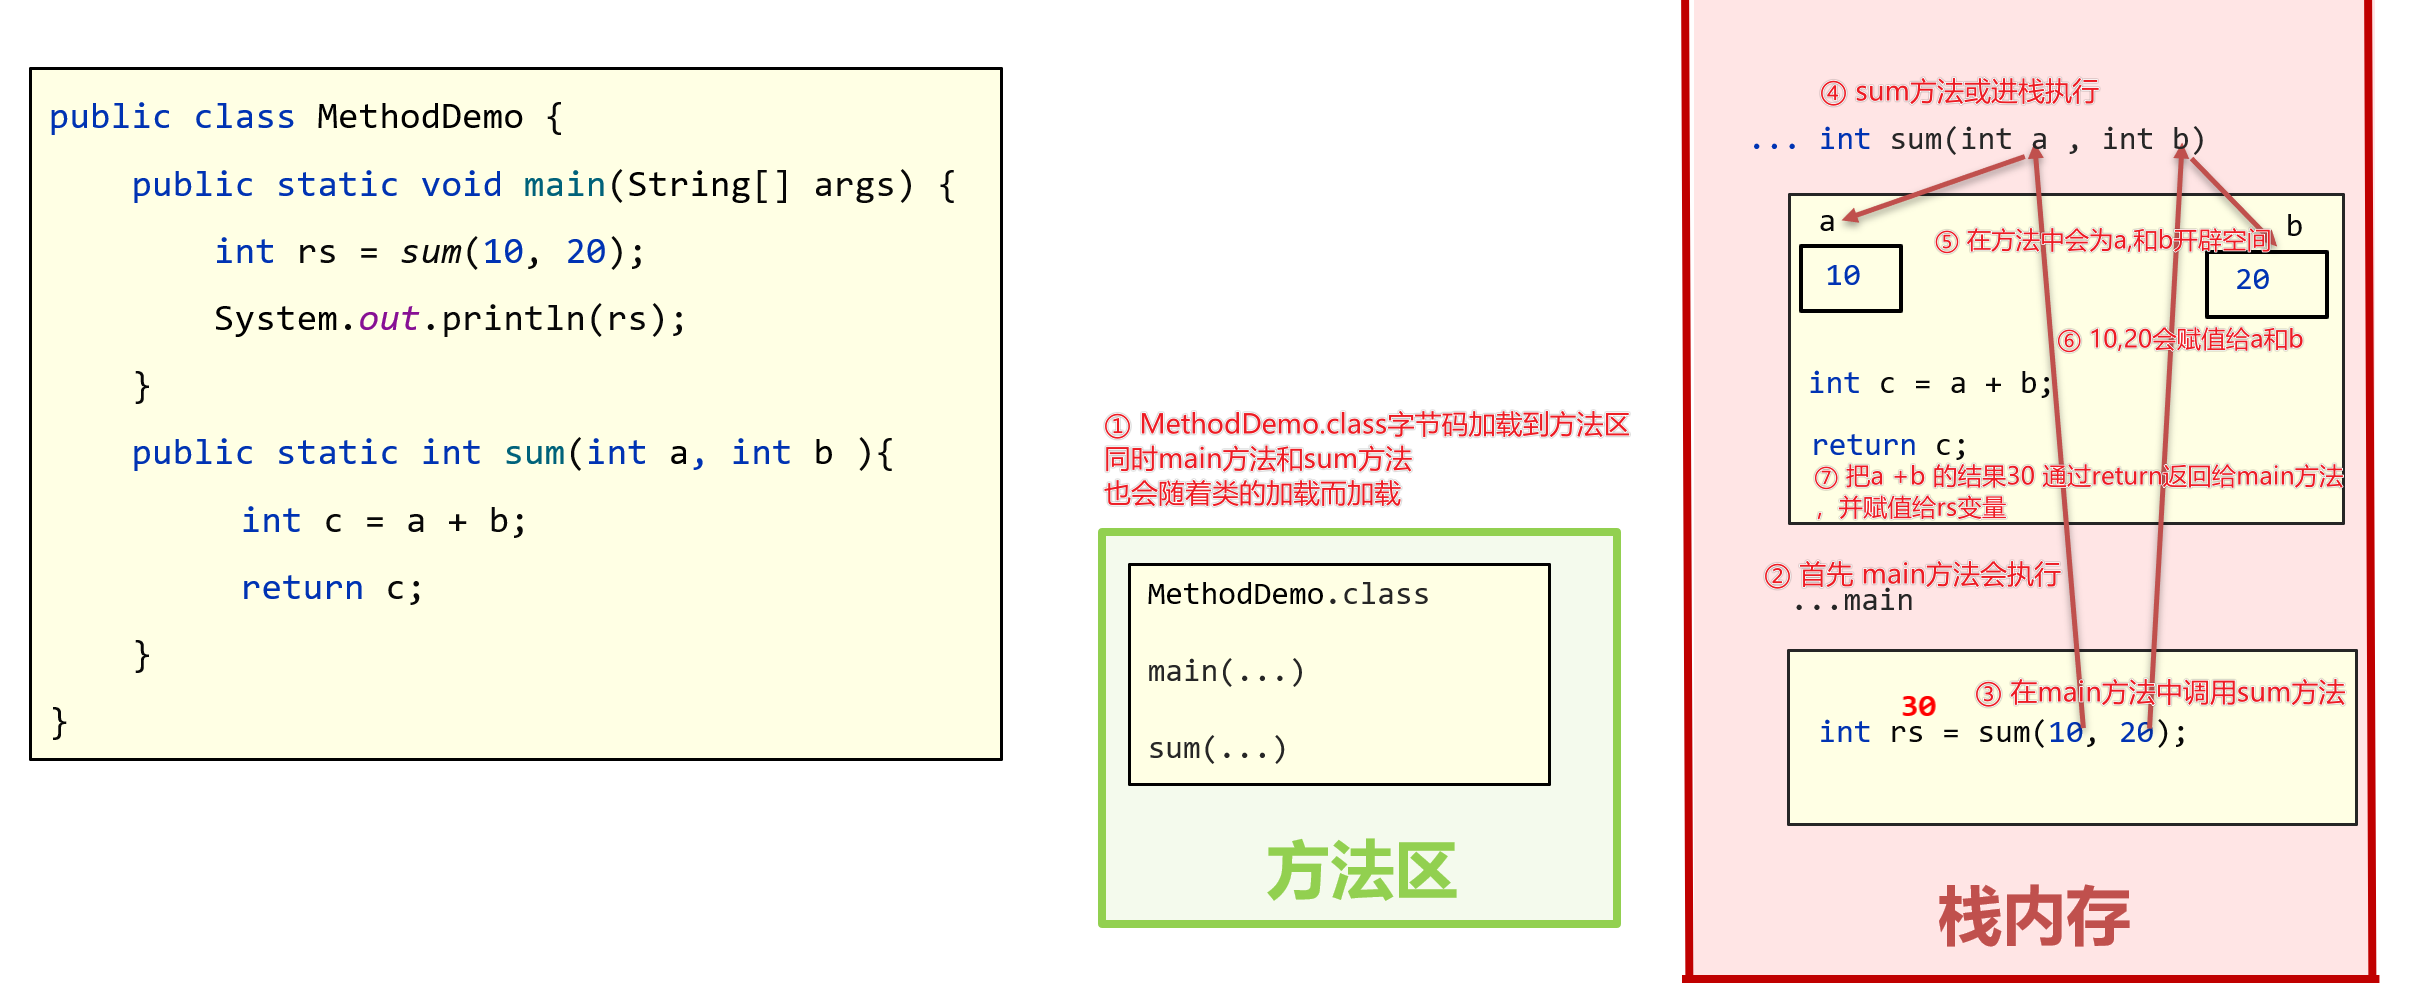 public class MethodDemo {
public static void main(String[] args) {
int rs = sum(10, 20);
System.out.println(rs);
}
public static int sum(int a, int b ){
int c = a + b;
return c;
}
}
① MethodDemo.class字节码加载到方法区
同时main方法和sum方法
也会随着类的加载而加载
MethodDemo.class
main(...)
sum(...)
方法区
④ sum方法或进栈执行
... int sum(int a , int b)
a
b
⑤ 在方法中会为a,和b开辟空间
10
20
⑥ 10,20会赋值给a和b
int c = a + b;
return c;
⑦ 把a +b 的结果30 通过return返回给main方法
，并赋值给rs变量
② 首先 main方法会执行
...main
③ 在main方法中调用sum方法
30
int rs = sum(10, 20);
栈内存